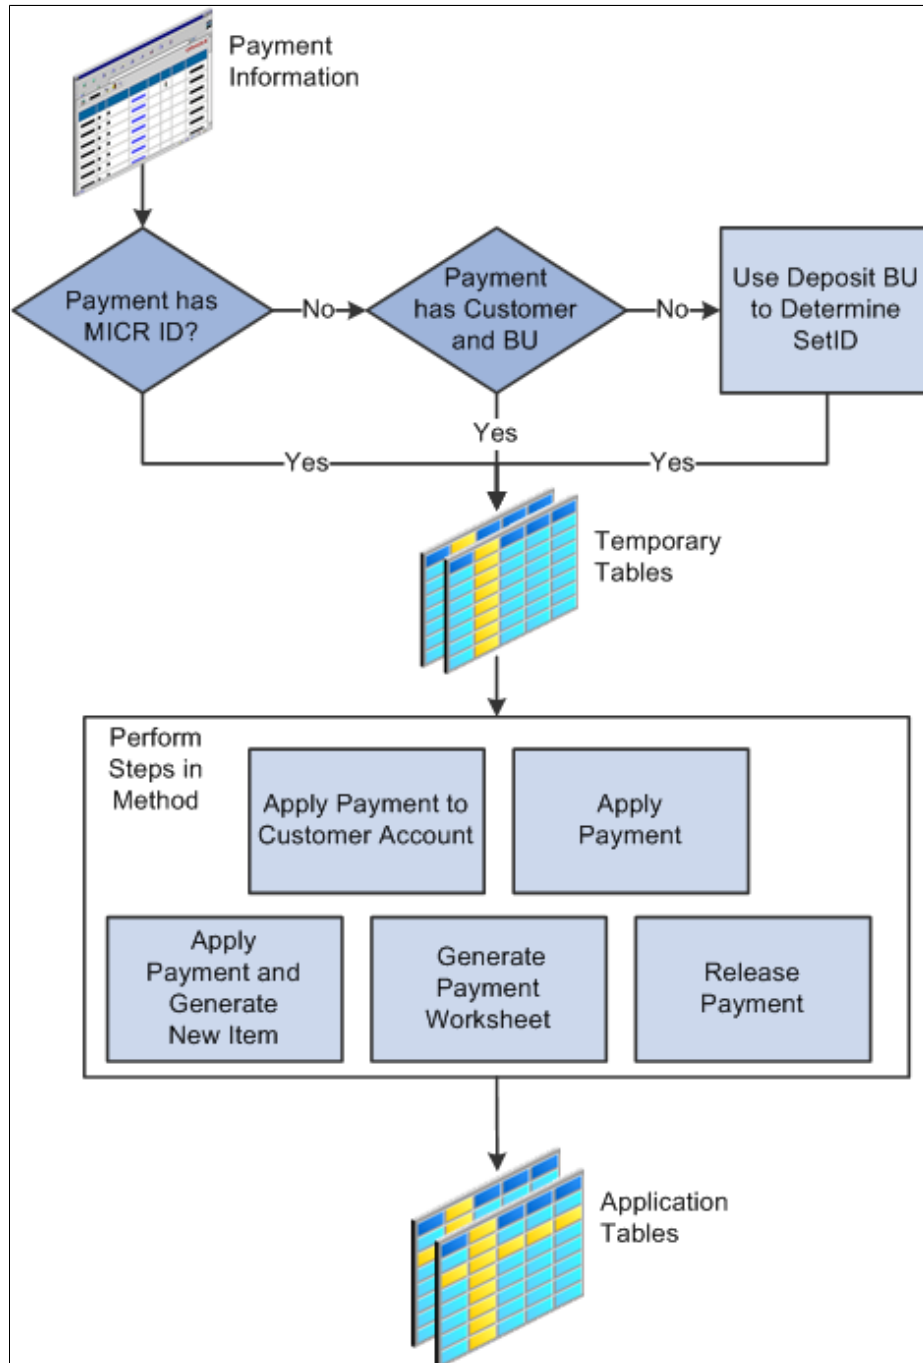 Payment
Information
Payment has
MICR ID?
No
Payment
has Customer
and BU
No
Use Deposit BU
to Determine
SetID
Yes
Yes
Yes
Temporary
Tables
Perform
Steps in
Method
Apply Payment to
Customer Account
Apply
Payment
Apply
Payment and
Generate
New Item
Generate
Payment
Worksheet
Release
Payment
Application
Tables